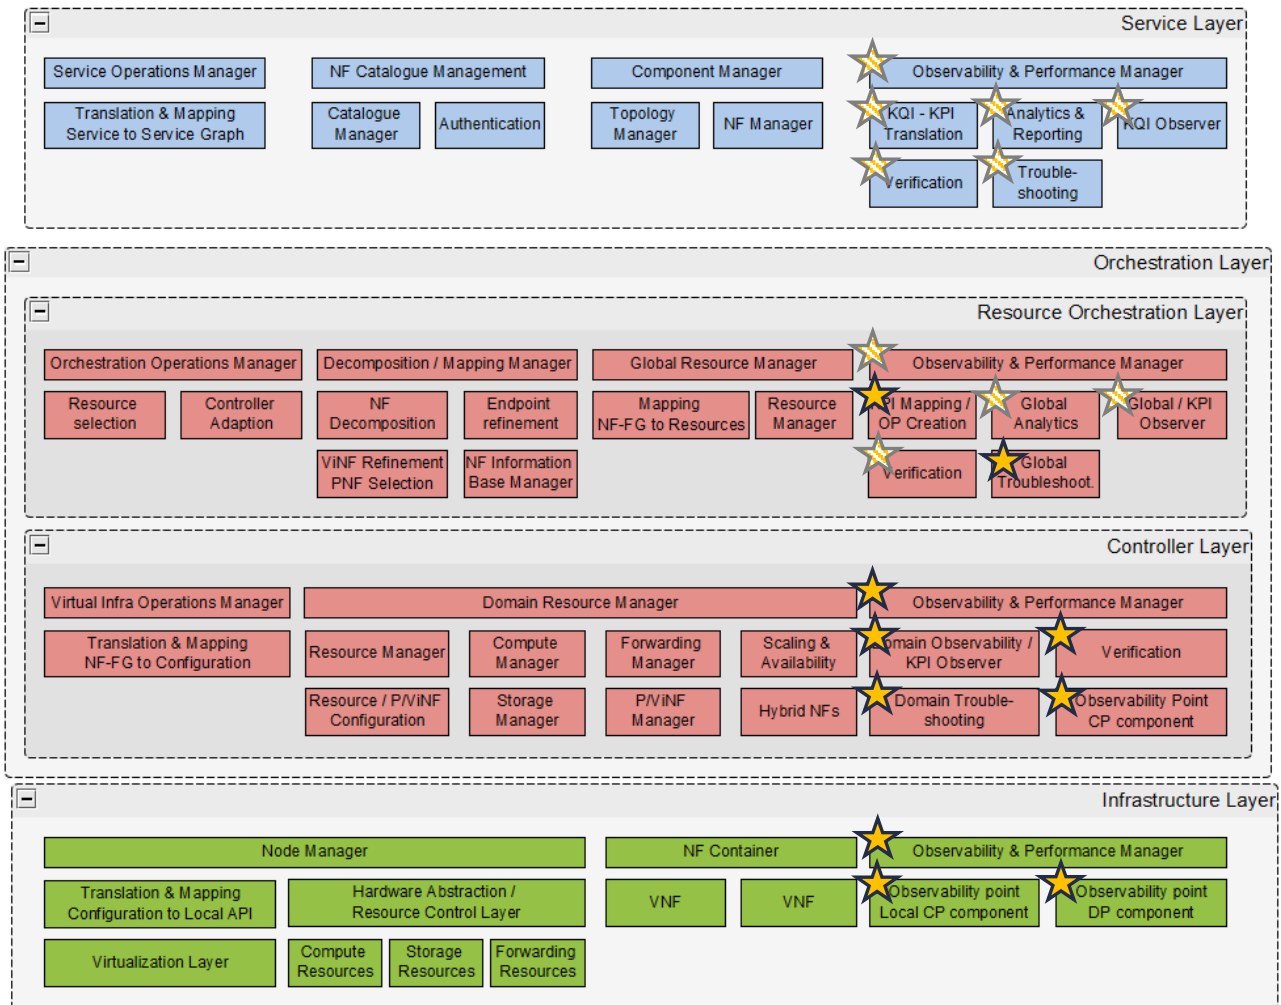 Service Layer
Service Operations Manager
NF Catalogue Management
Component Manager
Observability & Performance Manager
Translation & Mapping
Service to Service Graph
Catalogue
Manager
Authentication
Topology
Manager
NF Manager
KQI - KPI
Translation
Analytics &
Reporting
KQI Observer
Verification
Trouble-
shooting
Orchestration Layer
Resource Orchestration Layer
Orchestration Operations Manager
Decomposition / Mapping Manager
Global Resource Manager
Observability & Performance Manager
Resource
selection
Controller
Adaption
NF
Decomposition
Endpoint
refinement
Mapping
NF-FG to Resources
Resource
Manager
KPI Mapping /
OP Creation
Global
Analytics
Global / KPI
Observer
ViNF Refinement
PNF Selection
NF Information
Base Manager
Verification
Global
Troubleshoot.
Controller Layer
Virtual Infra Operations Manager
Domain Resource Manager
Observability & Performance Manager
Translation & Mapping
NF-FG to Configuration
Resource Manager
Compute
Manager
Forwarding
Manager
Scaling &
Availability
Domain Observability /
KPI Observer
Verification
Resource / P/ViNF
Configuration
Storage
Manager
P/ViNF
Manager
Hybrid NFs
Domain Trouble-
shooting
Observability Point
CP component
Infrastructure Layer
Node Manager
NF Container
Observability & Performance Manager
Translation & Mapping
Configuration to Local API
Hardware Abstraction /
Resource Control Layer
VNF
VNF
Observability point
Local CP component
Observability point
DP component
Virtualization Layer
Compute
Resources
Storage
Resources
Forwarding
Resources